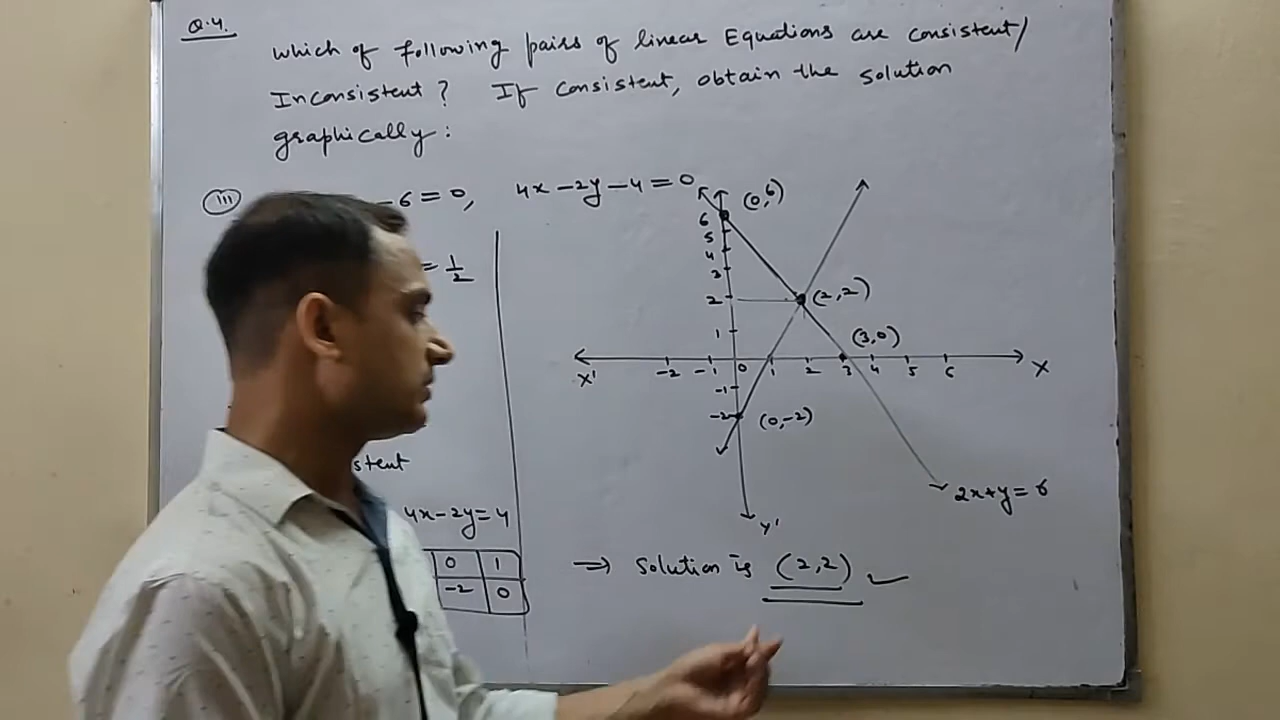 Q.4.
Which of following pairs of linear Equations are consistent/
Inconsistent? If consistent, obtain the solution
graphically:
(iii) -6=0, 4x-2y-4=0
= 1/2
stent
4x-2y=4
0 1
-2 0
(0,6)
6
5
4
3
2 (2,2)
1 (3,0)
X' -2 -1 0 1 2 3 4 5 6 X
-1
-2 (0,-2)
2x+y=6
Y'
⇒ Solution is (2,2) ✓